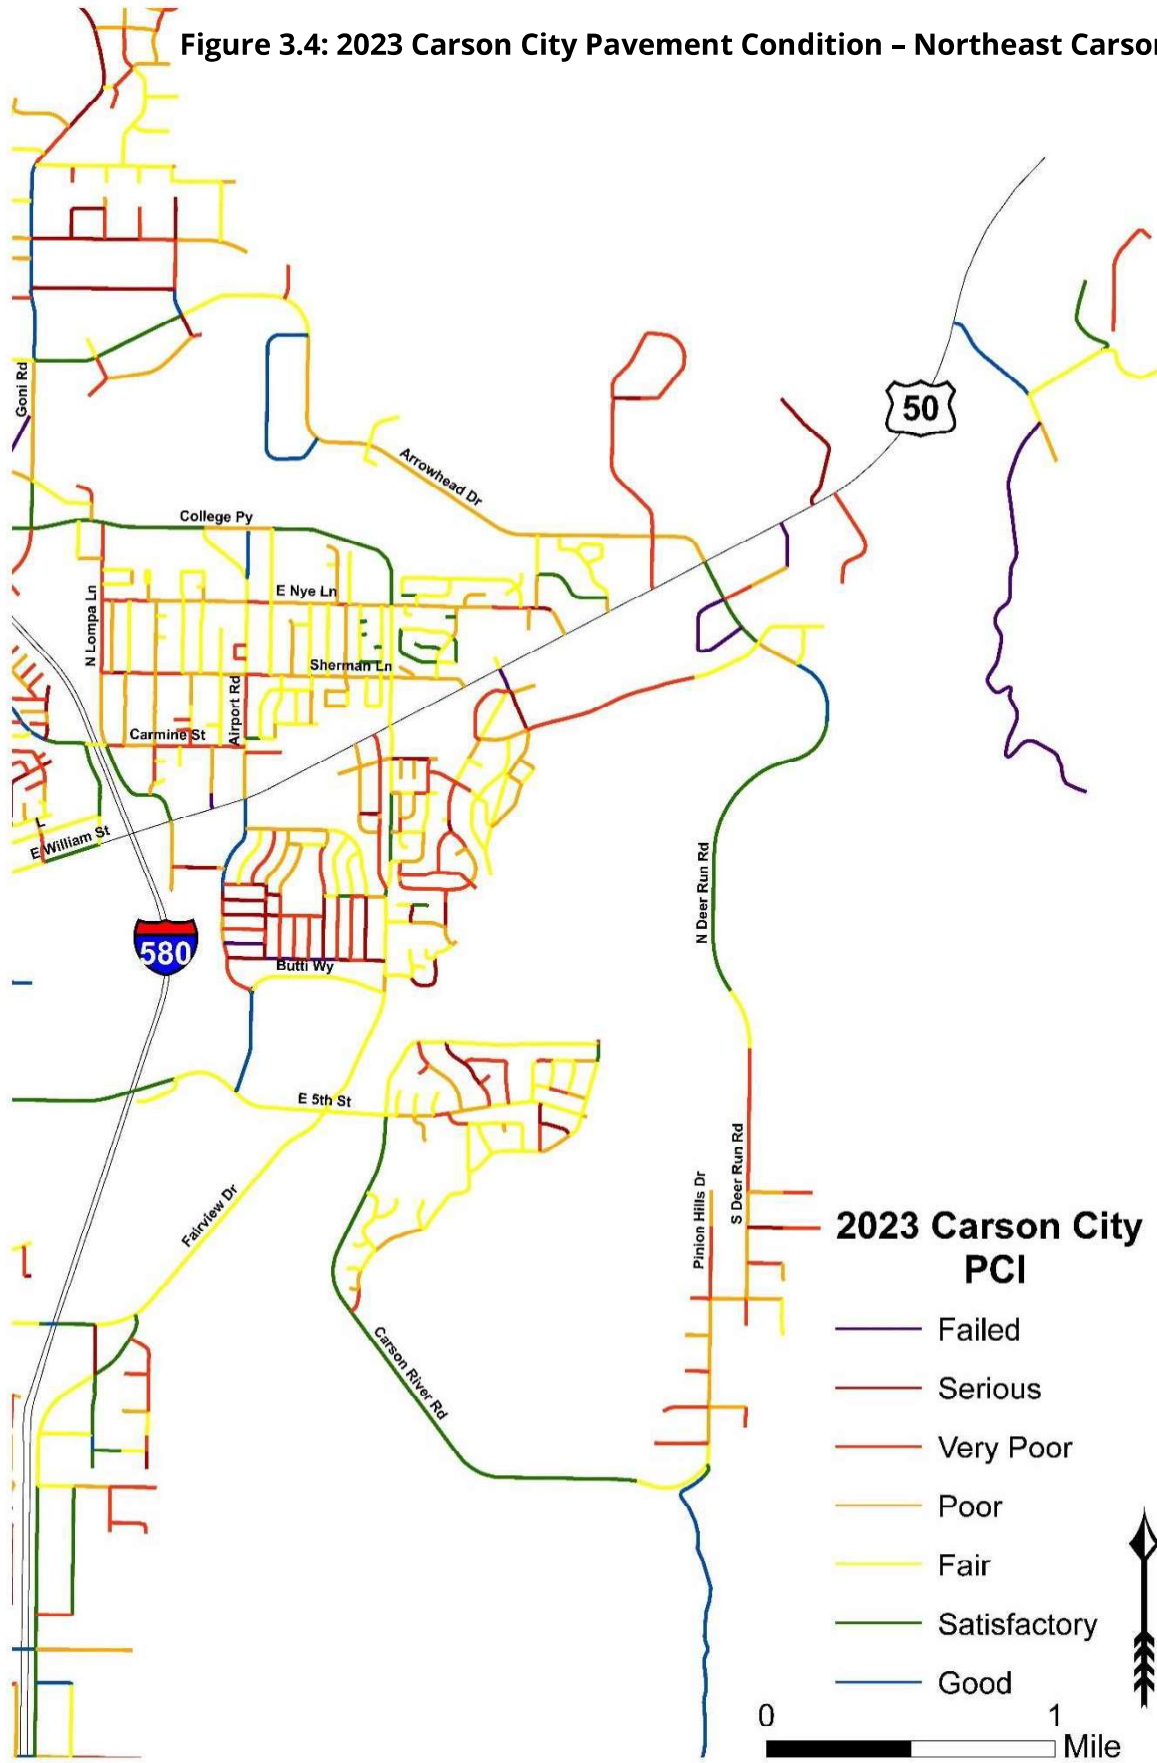 Figure 3.4: 2023 Carson City Pavement Condition – Northeast Carson
Goni Rd
50
Arrowhead Dr
College Py
E Nye Ln
N Lompa Ln
Sherman Ln
Airport Rd
Carmine St
L
E William St
N Deer Run Rd
580
Butti Wy
E 5th St
S Deer Run Rd
Pinion Hills Dr
Fairview Dr
Carson River Rd
2023 Carson City
PCI
Failed
Serious
Very Poor
Poor
Fair
Satisfactory
Good
0 1
Mile